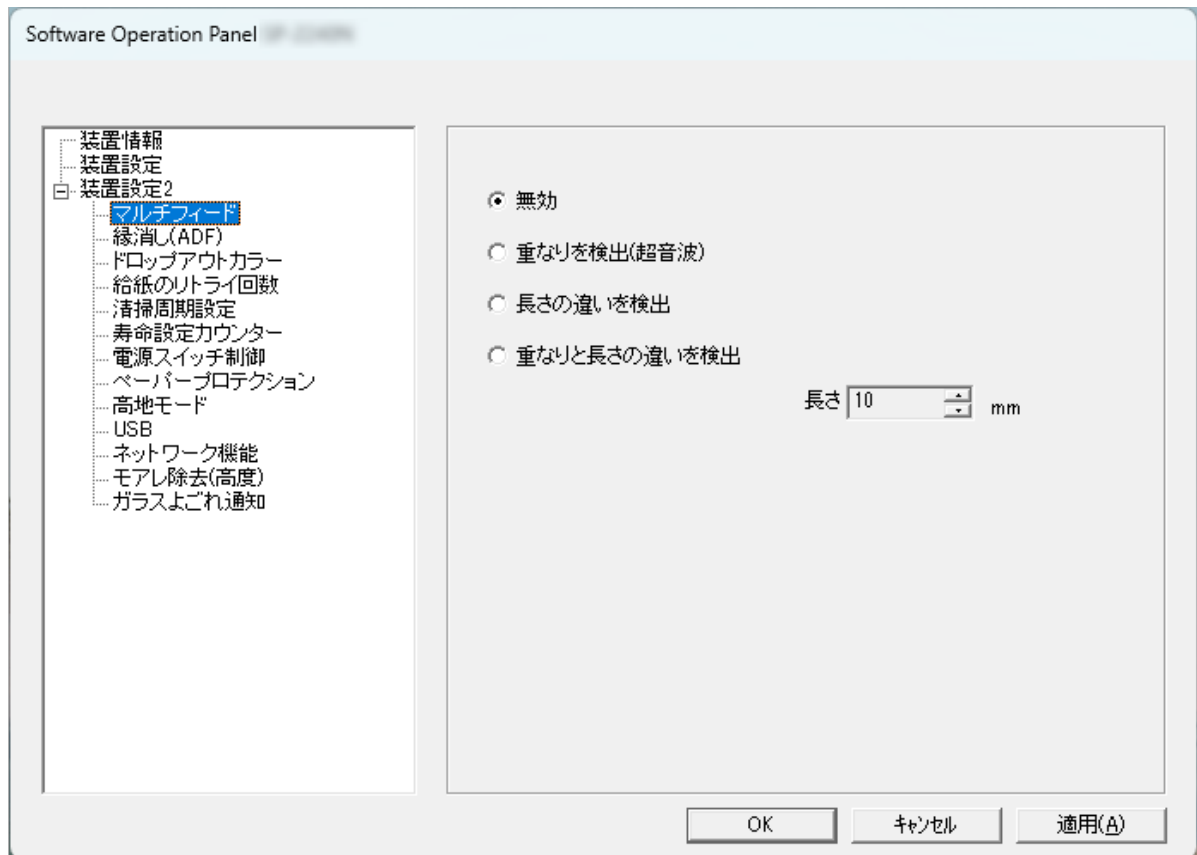 Software Operation Panel
装置情報
装置設定
装置設定2
マルチフィード
縁消し(ADF)
ドロップアウトカラー
給紙のリトライ回数
清掃周期設定
寿命設定カウンター
電源スイッチ制御
ペーパープロテクション
高地モード
USB
ネットワーク機能
モアレ除去(高度)
ガラスよごれ通知
無効
重なりを検出(超音波)
長さの違いを検出
重なりと長さの違いを検出
長さ 10 mm
OK キャンセル 適用(A)